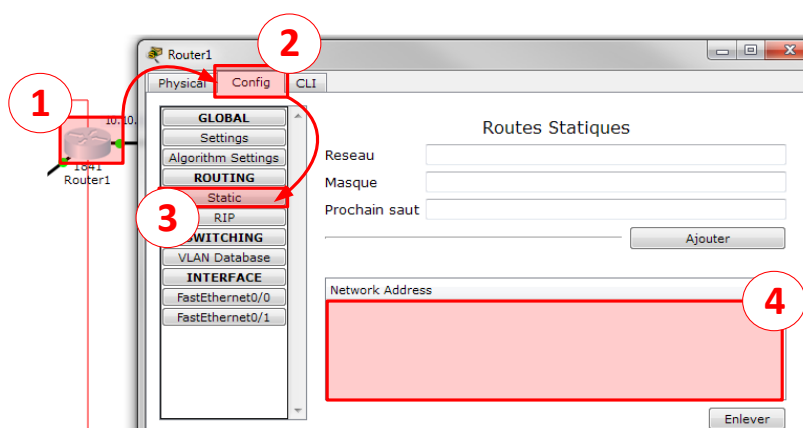 2
Router1
Physical Config CLI
1
10.10.
1841
Router1
GLOBAL
Settings
Algorithm Settings
ROUTING
Static
3
RIP
SWITCHING
VLAN Database
INTERFACE
FastEthernet0/0
FastEthernet0/1
Routes Statiques
Reseau
Masque
Prochain saut
Ajouter
Network Address
4
Enlever